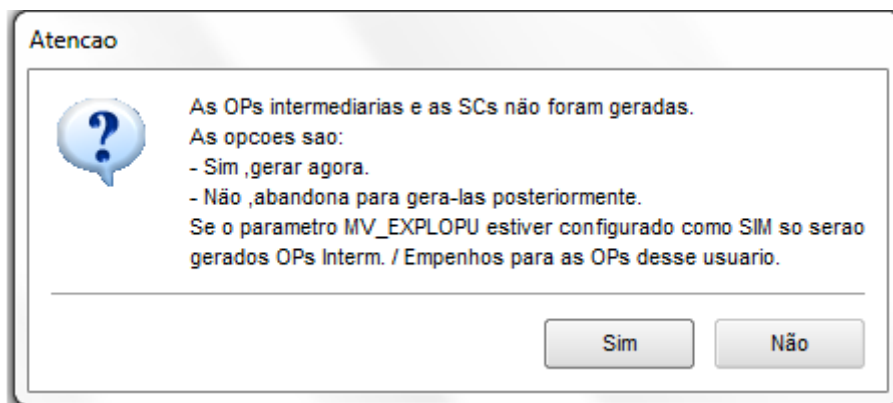 Atencao
As OPs intermediarias e as SCs não foram geradas.
As opcoes sao:
- Sim ,gerar agora.
- Não ,abandona para gera-las posteriormente.
Se o parametro MV_EXPLOPU estiver configurado como SIM so serao
gerados OPs Interm. / Empenhos para as OPs desse usuario.
Sim
Não